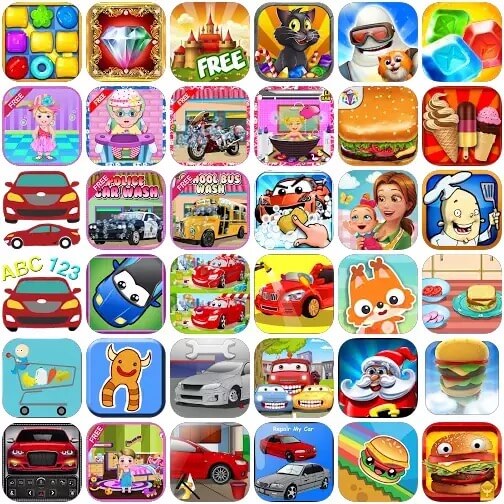 FREE
FREE
FREE
FREE
FREE
POLICE
CAR WASH
FREE
SCHOOL BUS
WASH
ABC 123
FREE
Repair My Car